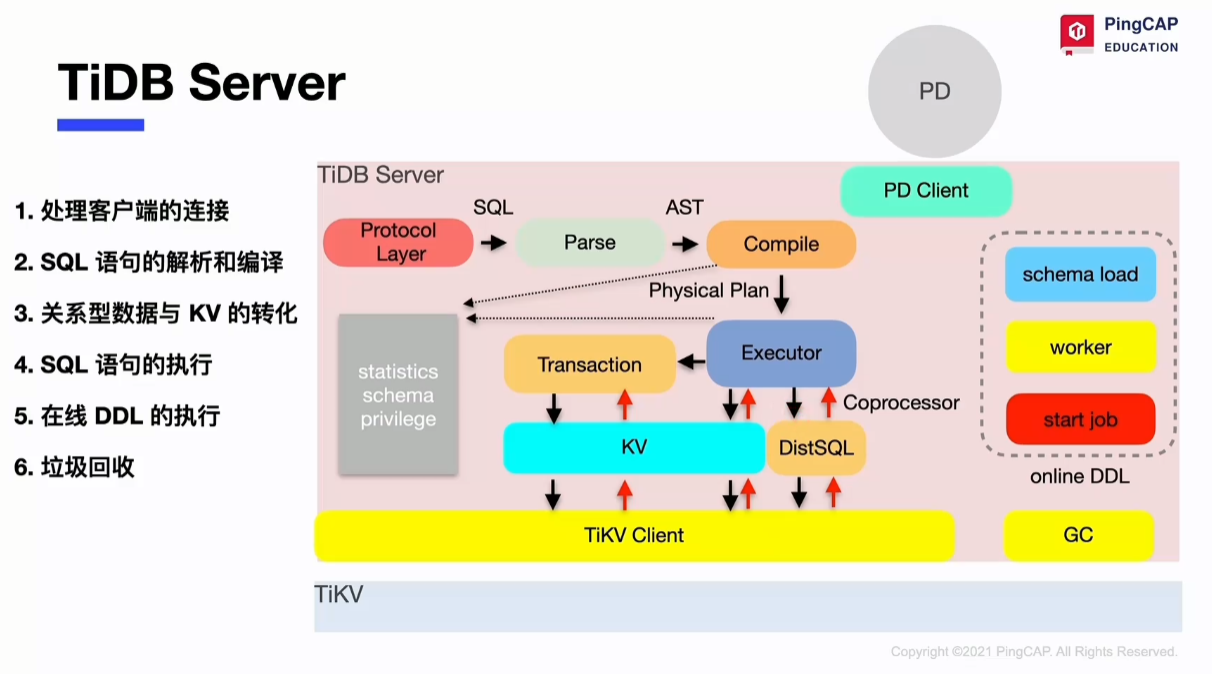 PingCAP
EDUCATION
TiDB Server
PD
TiDB Server
PD Client
1. 处理客户端的连接
2. SQL 语句的解析和编译
3. 关系型数据与 KV 的转化
4. SQL 语句的执行
5. 在线 DDL 的执行
6. 垃圾回收
Protocol
Layer
SQL
Parse
AST
Compile
Physical Plan
statistics
schema
privilege
Transaction
Executor
Coprocessor
KV
DistSQL
TiKV Client
schema load
worker
start job
online DDL
GC
TiKV
Copyright ©2021 PingCAP. All Rights Reserved.